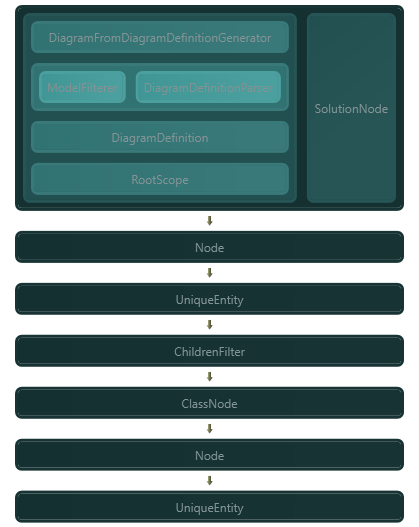 DiagramFromDiagramDefinitionGenerator
ModelFilterer
DiagramDefinitionParser
DiagramDefinition
RootScope
SolutionNode
Node
UniqueEntity
ChildrenFilter
ClassNode
Node
UniqueEntity